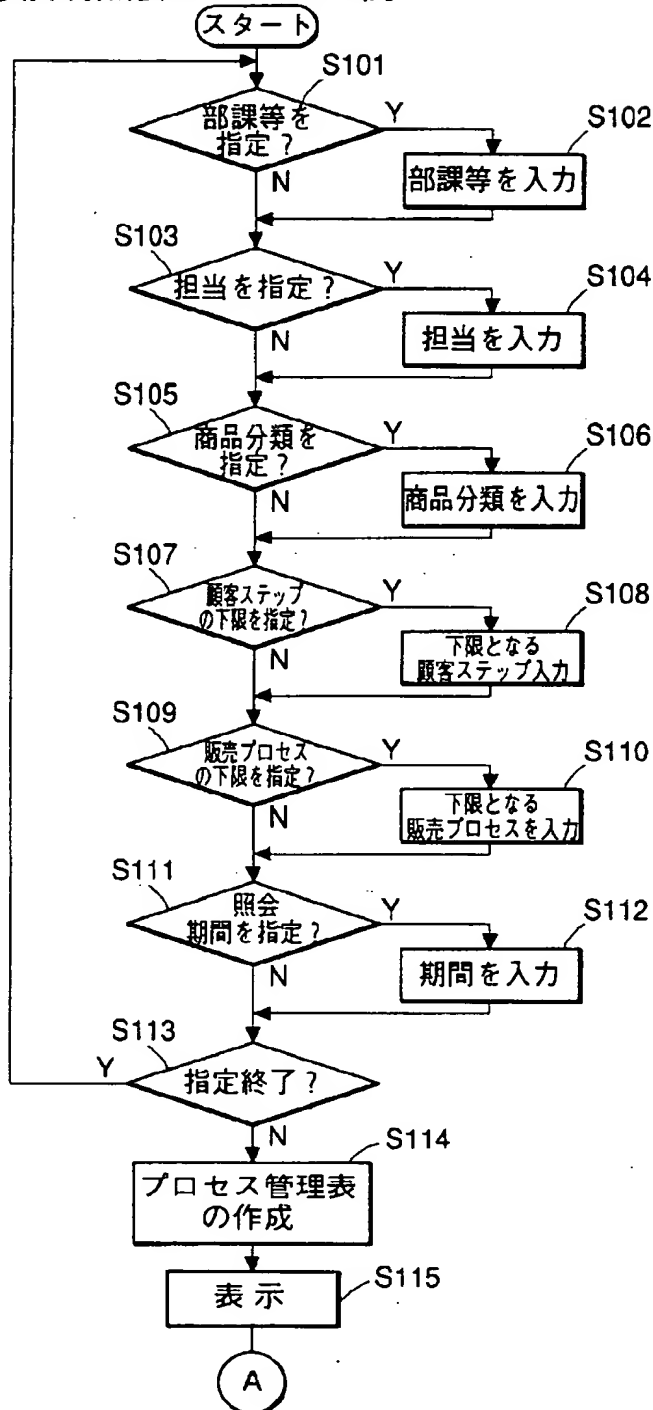 スタート
S101
部課等を
指定？
Y
N
S102
部課等を入力
S103
担当を指定？
Y
N
S104
担当を入力
S105
商品分類を
指定？
Y
N
S106
商品分類を入力
S107
顧客ステップ
の下限を指定？
Y
N
S108
下限となる
顧客ステップ入力
S109
販売プロセス
の下限を指定？
Y
N
S110
下限となる
販売プロセスを入力
S111
照会
期間を指定？
Y
N
S112
期間を入力
S113
指定終了？
Y
N
S114
プロセス管理表
の作成
S115
表示
A